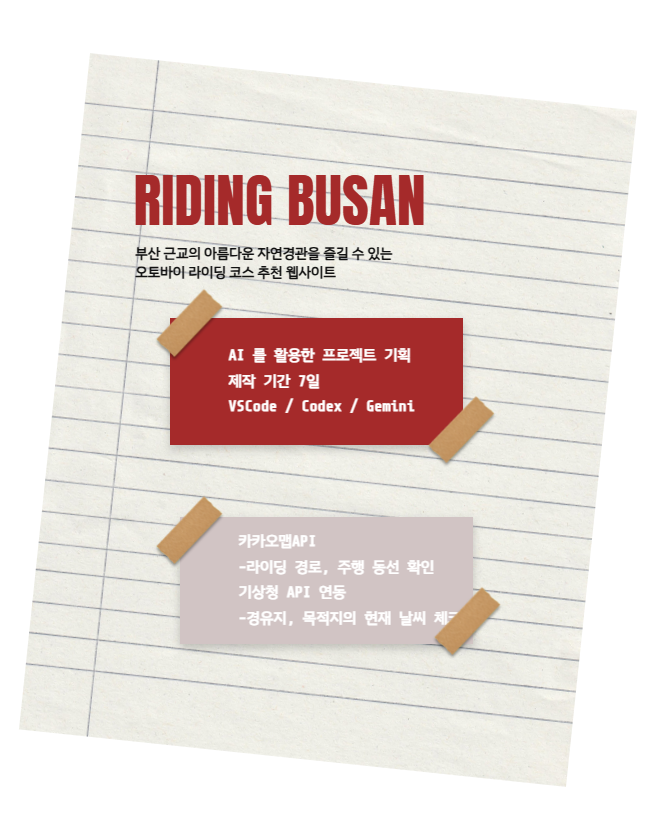 RIDING BUSAN
부산 근교의 아름다운 자연경관을 즐길 수 있는
오토바이 라이딩 코스 추천 웹사이트
AI 를 활용한 프로젝트 기획
제작 기간 7일
VSCode / Codex / Gemini
카카오맵API
-라이딩 경로, 주행 동선 확인
기상청 API 연동
-경유지, 목적지의 현재 날씨